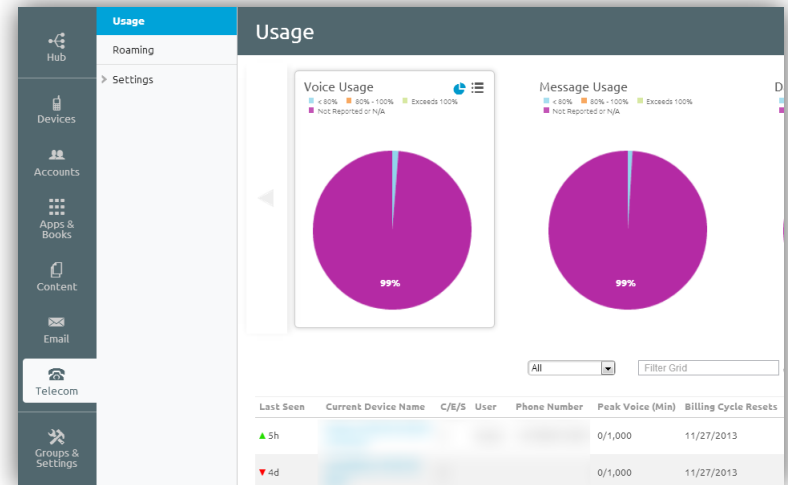 Hub
Devices
Accounts
Apps &
Books
Content
Email
Telecom
Groups &
Settings
Usage
Roaming
Settings
Usage
Voice Usage
< 80% 80% - 100% Exceeds 100%
Not Reported or N/A
99%
Message Usage
< 80% 80% - 100% Exceeds 100%
Not Reported or N/A
99%
D
All
Filter Grid
Last Seen Current Device Name C/E/S User Phone Number Peak Voice (Min) Billing Cycle Resets
5h 0/1,000 11/27/2013
4d 0/1,000 11/27/2013